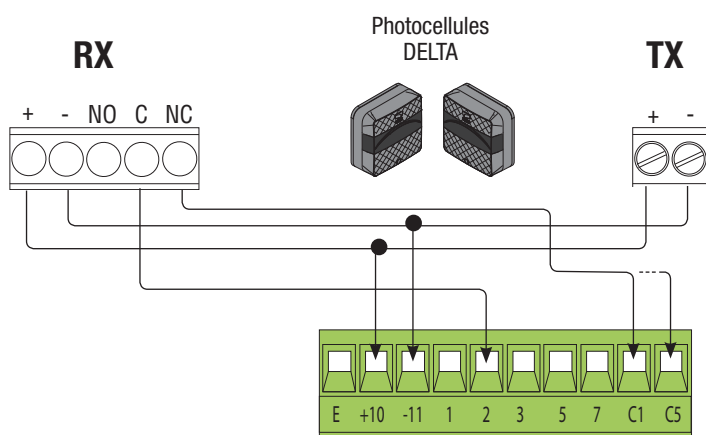 Photocellules
DELTA
RX
TX
+ - NO C NC
+ -
E +10 -11 1 2 3 5 7 C1 C5